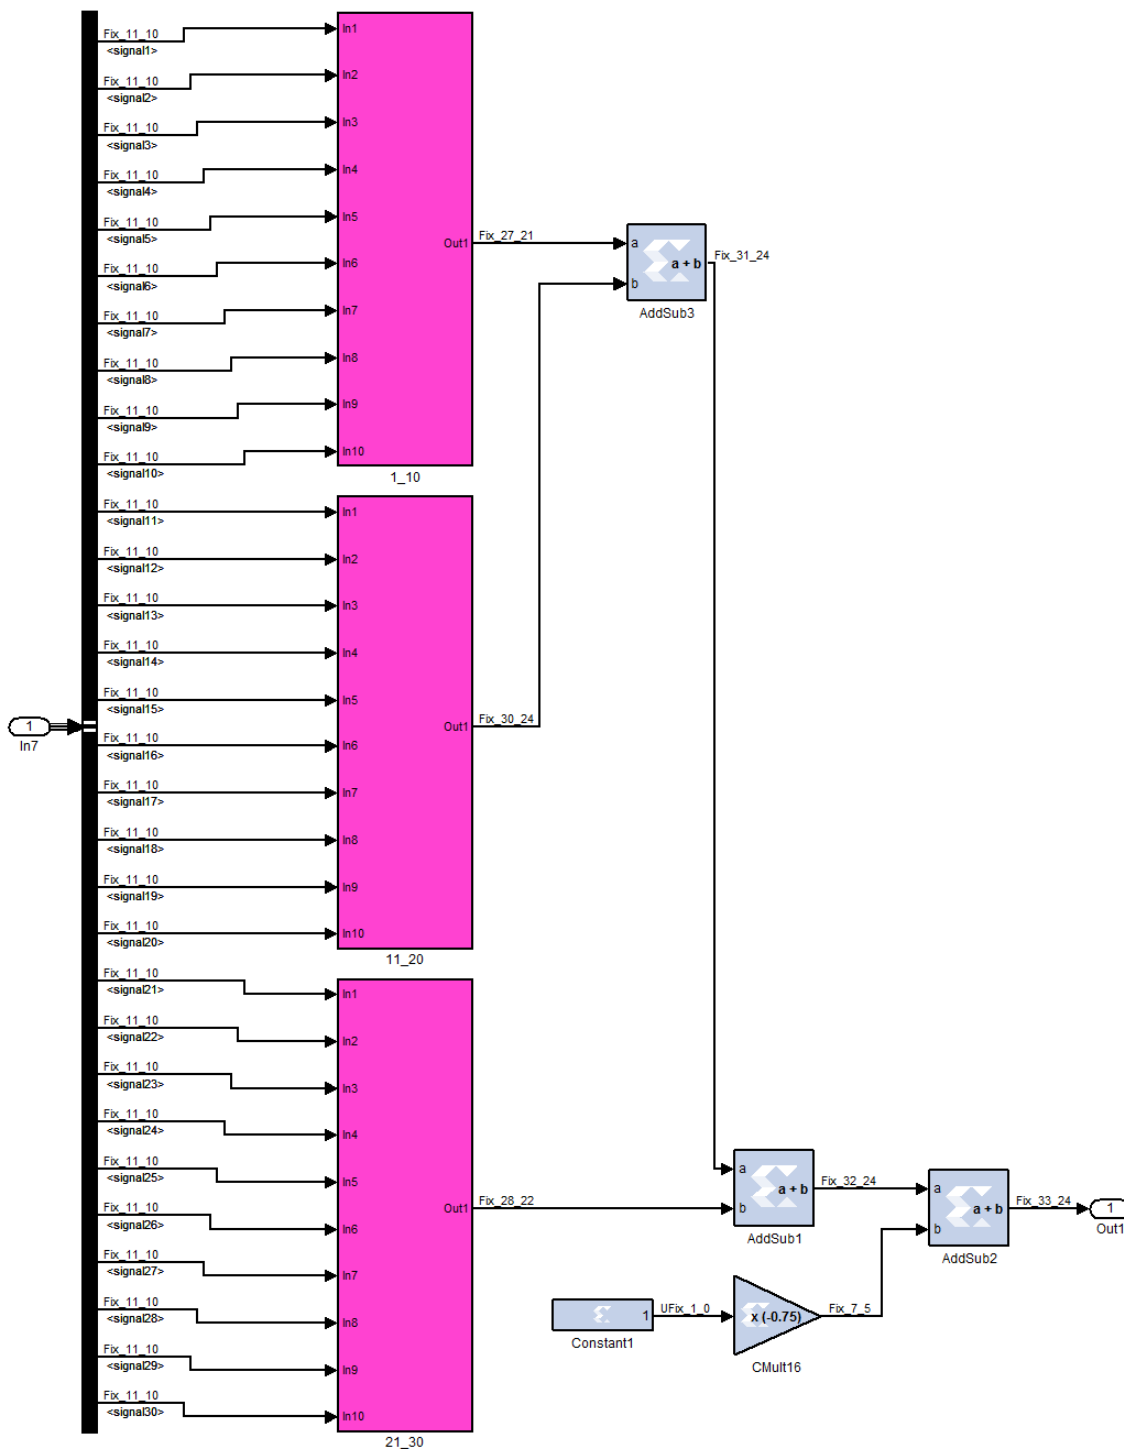 Fix_11_10
<signal1>
Fix_11_10
<signal2>
Fix_11_10
<signal3>
Fix_11_10
<signal4>
Fix_11_10
<signal5>
Fix_11_10
<signal6>
Fix_11_10
<signal7>
Fix_11_10
<signal8>
Fix_11_10
<signal9>
Fix_11_10
<signal10>
In1
In2
In3
In4
In5
In6
In7
In8
In9
In10
Out1
1_10
Fix_27_21
a
b
a + b
AddSub3
Fix_31_24
Fix_11_10
<signal11>
Fix_11_10
<signal12>
Fix_11_10
<signal13>
Fix_11_10
<signal14>
Fix_11_10
<signal15>
Fix_11_10
<signal16>
Fix_11_10
<signal17>
Fix_11_10
<signal18>
Fix_11_10
<signal19>
Fix_11_10
<signal20>
1
In7
In1
In2
In3
In4
In5
In6
In7
In8
In9
In10
Out1
11_20
Fix_30_24
Fix_11_10
<signal21>
Fix_11_10
<signal22>
Fix_11_10
<signal23>
Fix_11_10
<signal24>
Fix_11_10
<signal25>
Fix_11_10
<signal26>
Fix_11_10
<signal27>
Fix_11_10
<signal28>
Fix_11_10
<signal29>
Fix_11_10
<signal30>
In1
In2
In3
In4
In5
In6
In7
In8
In9
In10
Out1
21_30
Fix_28_22
a
b
a + b
AddSub1
Fix_32_24
a
b
a + b
AddSub2
Fix_33_24
1
Out1
1
Constant1
UFix_1_0
x (-0.75)
CMult16
Fix_7_5